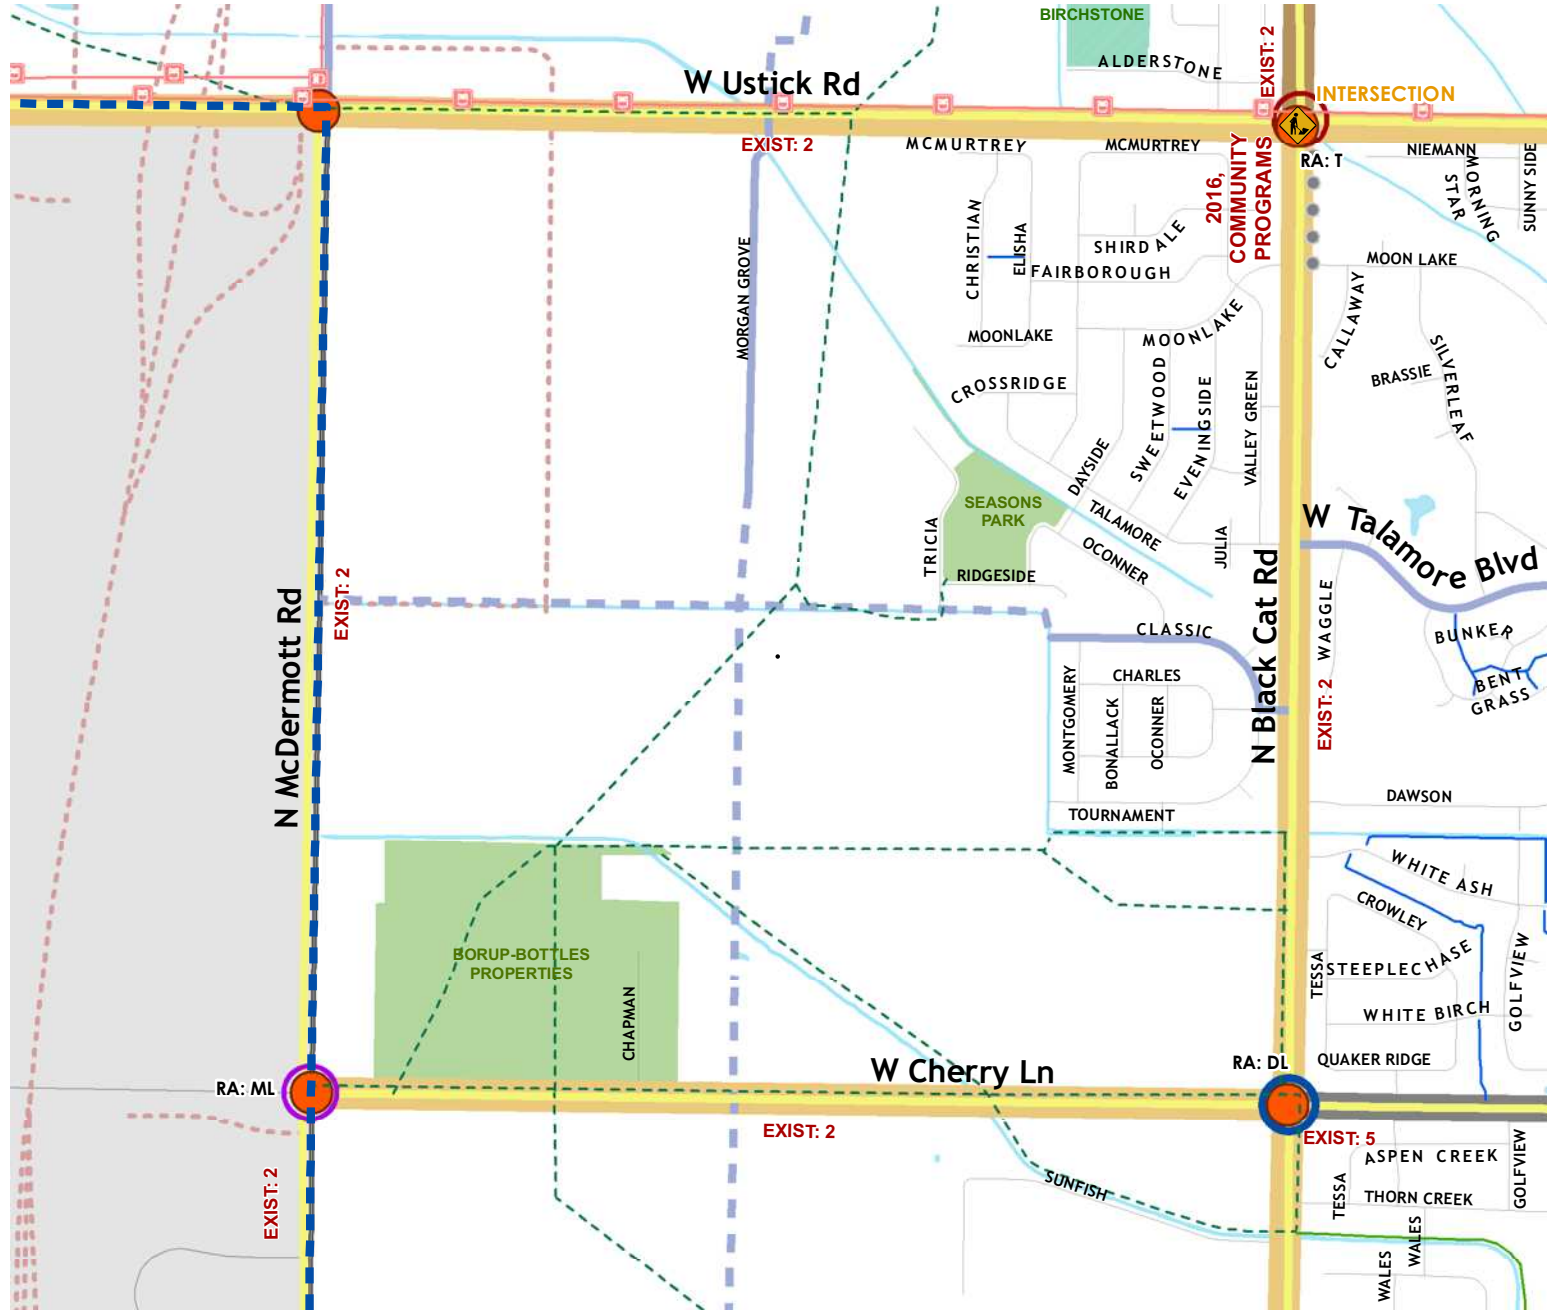 BIRCHSTONE
ALDERSTONE
EXIST: 2
W Ustick Rd
INTERSECTION
EXIST: 2
MCMURTREY
MCMURTREY
RA: T
NIEMANN
MORNING
STAR
SUNNY SIDE
2016,
COMMUNITY
PROGRAMS
CHRISTIAN
ELISHA
SHIRDALE
FAIRBOROUGH
MOON LAKE
MORGAN GROVE
MOONLAKE
MOONLAKE
CALLAWAY
SILVERLEAF
BRASSIE
CROSSRIDGE
SWEETWOOD
EVENINGSIDE
VALLEY GREEN
DAYSIDE
SEASONS
PARK
TALAMORE
OCONNER
JULIA
W Talamore Blvd
TRICIA
RIDGESIDE
EXIST: 2
N McDermott Rd
N Black Cat Rd
WAGGLE
CLASSIC
BUNKER
BENT
GRASS
MONTGOMERY
CHARLES
BONALLACK
OCONNER
EXIST: 2
TOURNAMENT
DAWSON
WHITE ASH
CROWLEY
BORUP-BOTTLES
PROPERTIES
CHAPMAN
TESSA
STEEPLECHASE
GOLFVIEW
WHITE BIRCH
W Cherry Ln
RA: DL
QUAKER RIDGE
RA: ML
EXIST: 2
EXIST: 5
EXIST: 2
ASPEN CREEK
GOLFVIEW
SUNFISH
TESSA
THORN CREEK
WALES
WALES